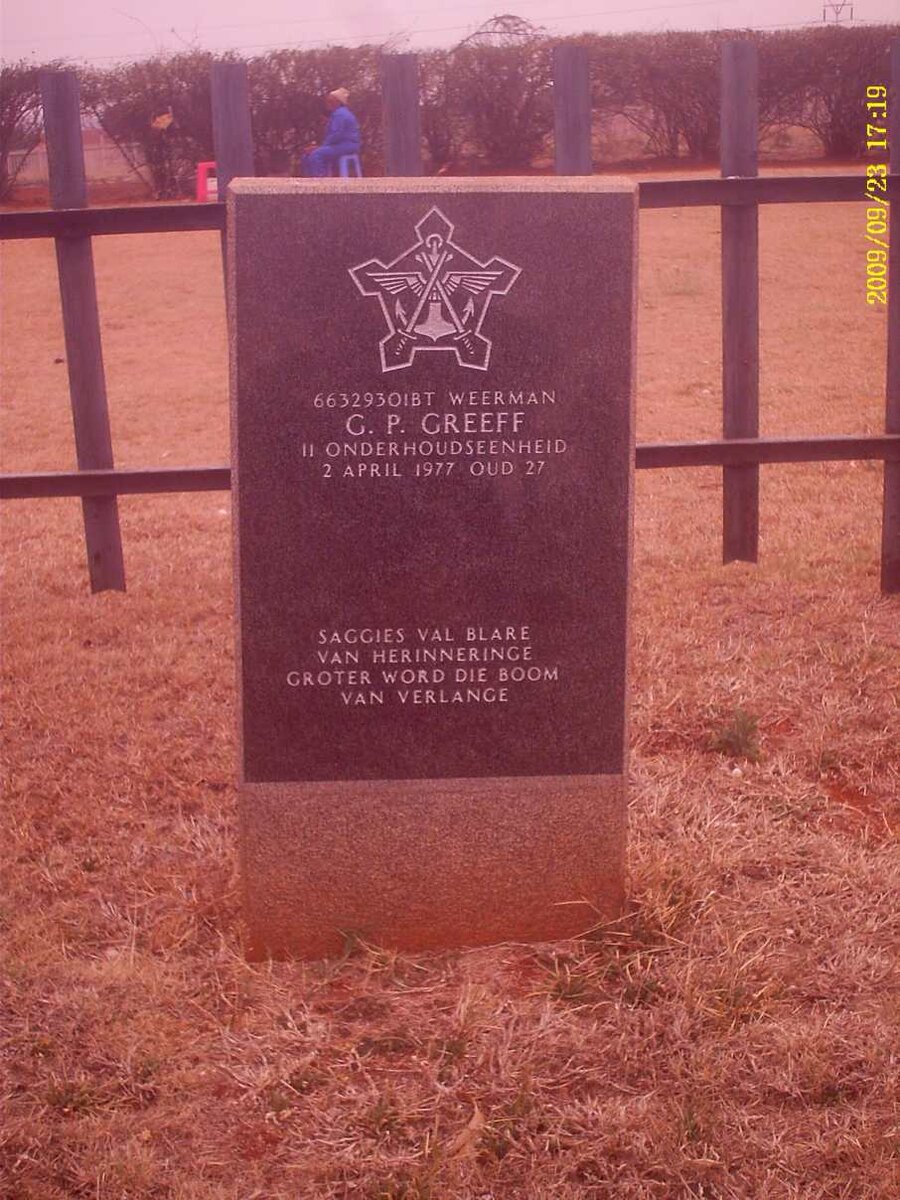 66329301BT WEERMAN
G. P. GREEFF
11 ONDERHOUDSEENHEID
2 APRIL 1977 OUD 27
SAGGIES VAL BLARE
VAN HERINNERINGE
GROTER WORD DIE BOOM
VAN VERLANGE
2009/09/23 17:19